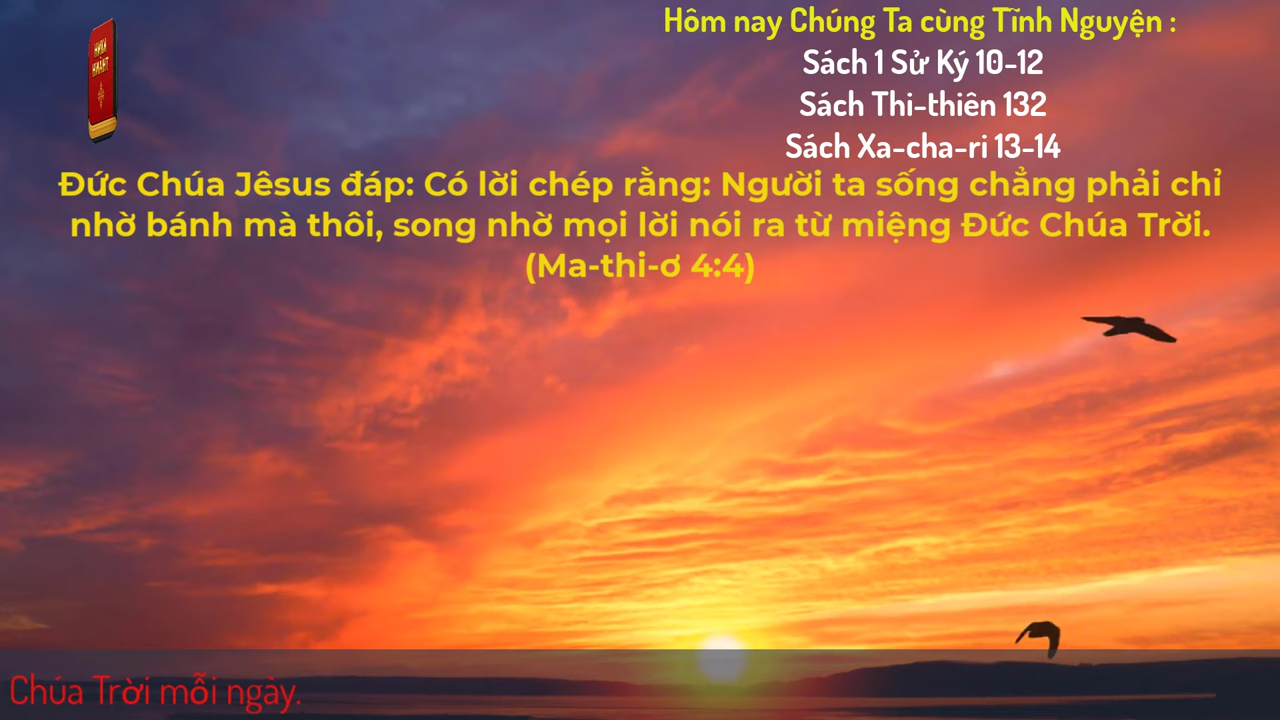 Hôm nay Chúng Ta cùng Tĩnh Nguyện :
Sách 1 Sử Ký 10-12
Sách Thi-thiên 132
Sách Xa-cha-ri 13-14
Đức Chúa Jêsus đáp: Có lời chép rằng: Người ta sống chẳng phải chỉ
nhờ bánh mà thôi, song nhờ mọi lời nói ra từ miệng Đức Chúa Trời.
(Ma-thi-ơ 4:4)
Chúa Trời mỗi ngày.